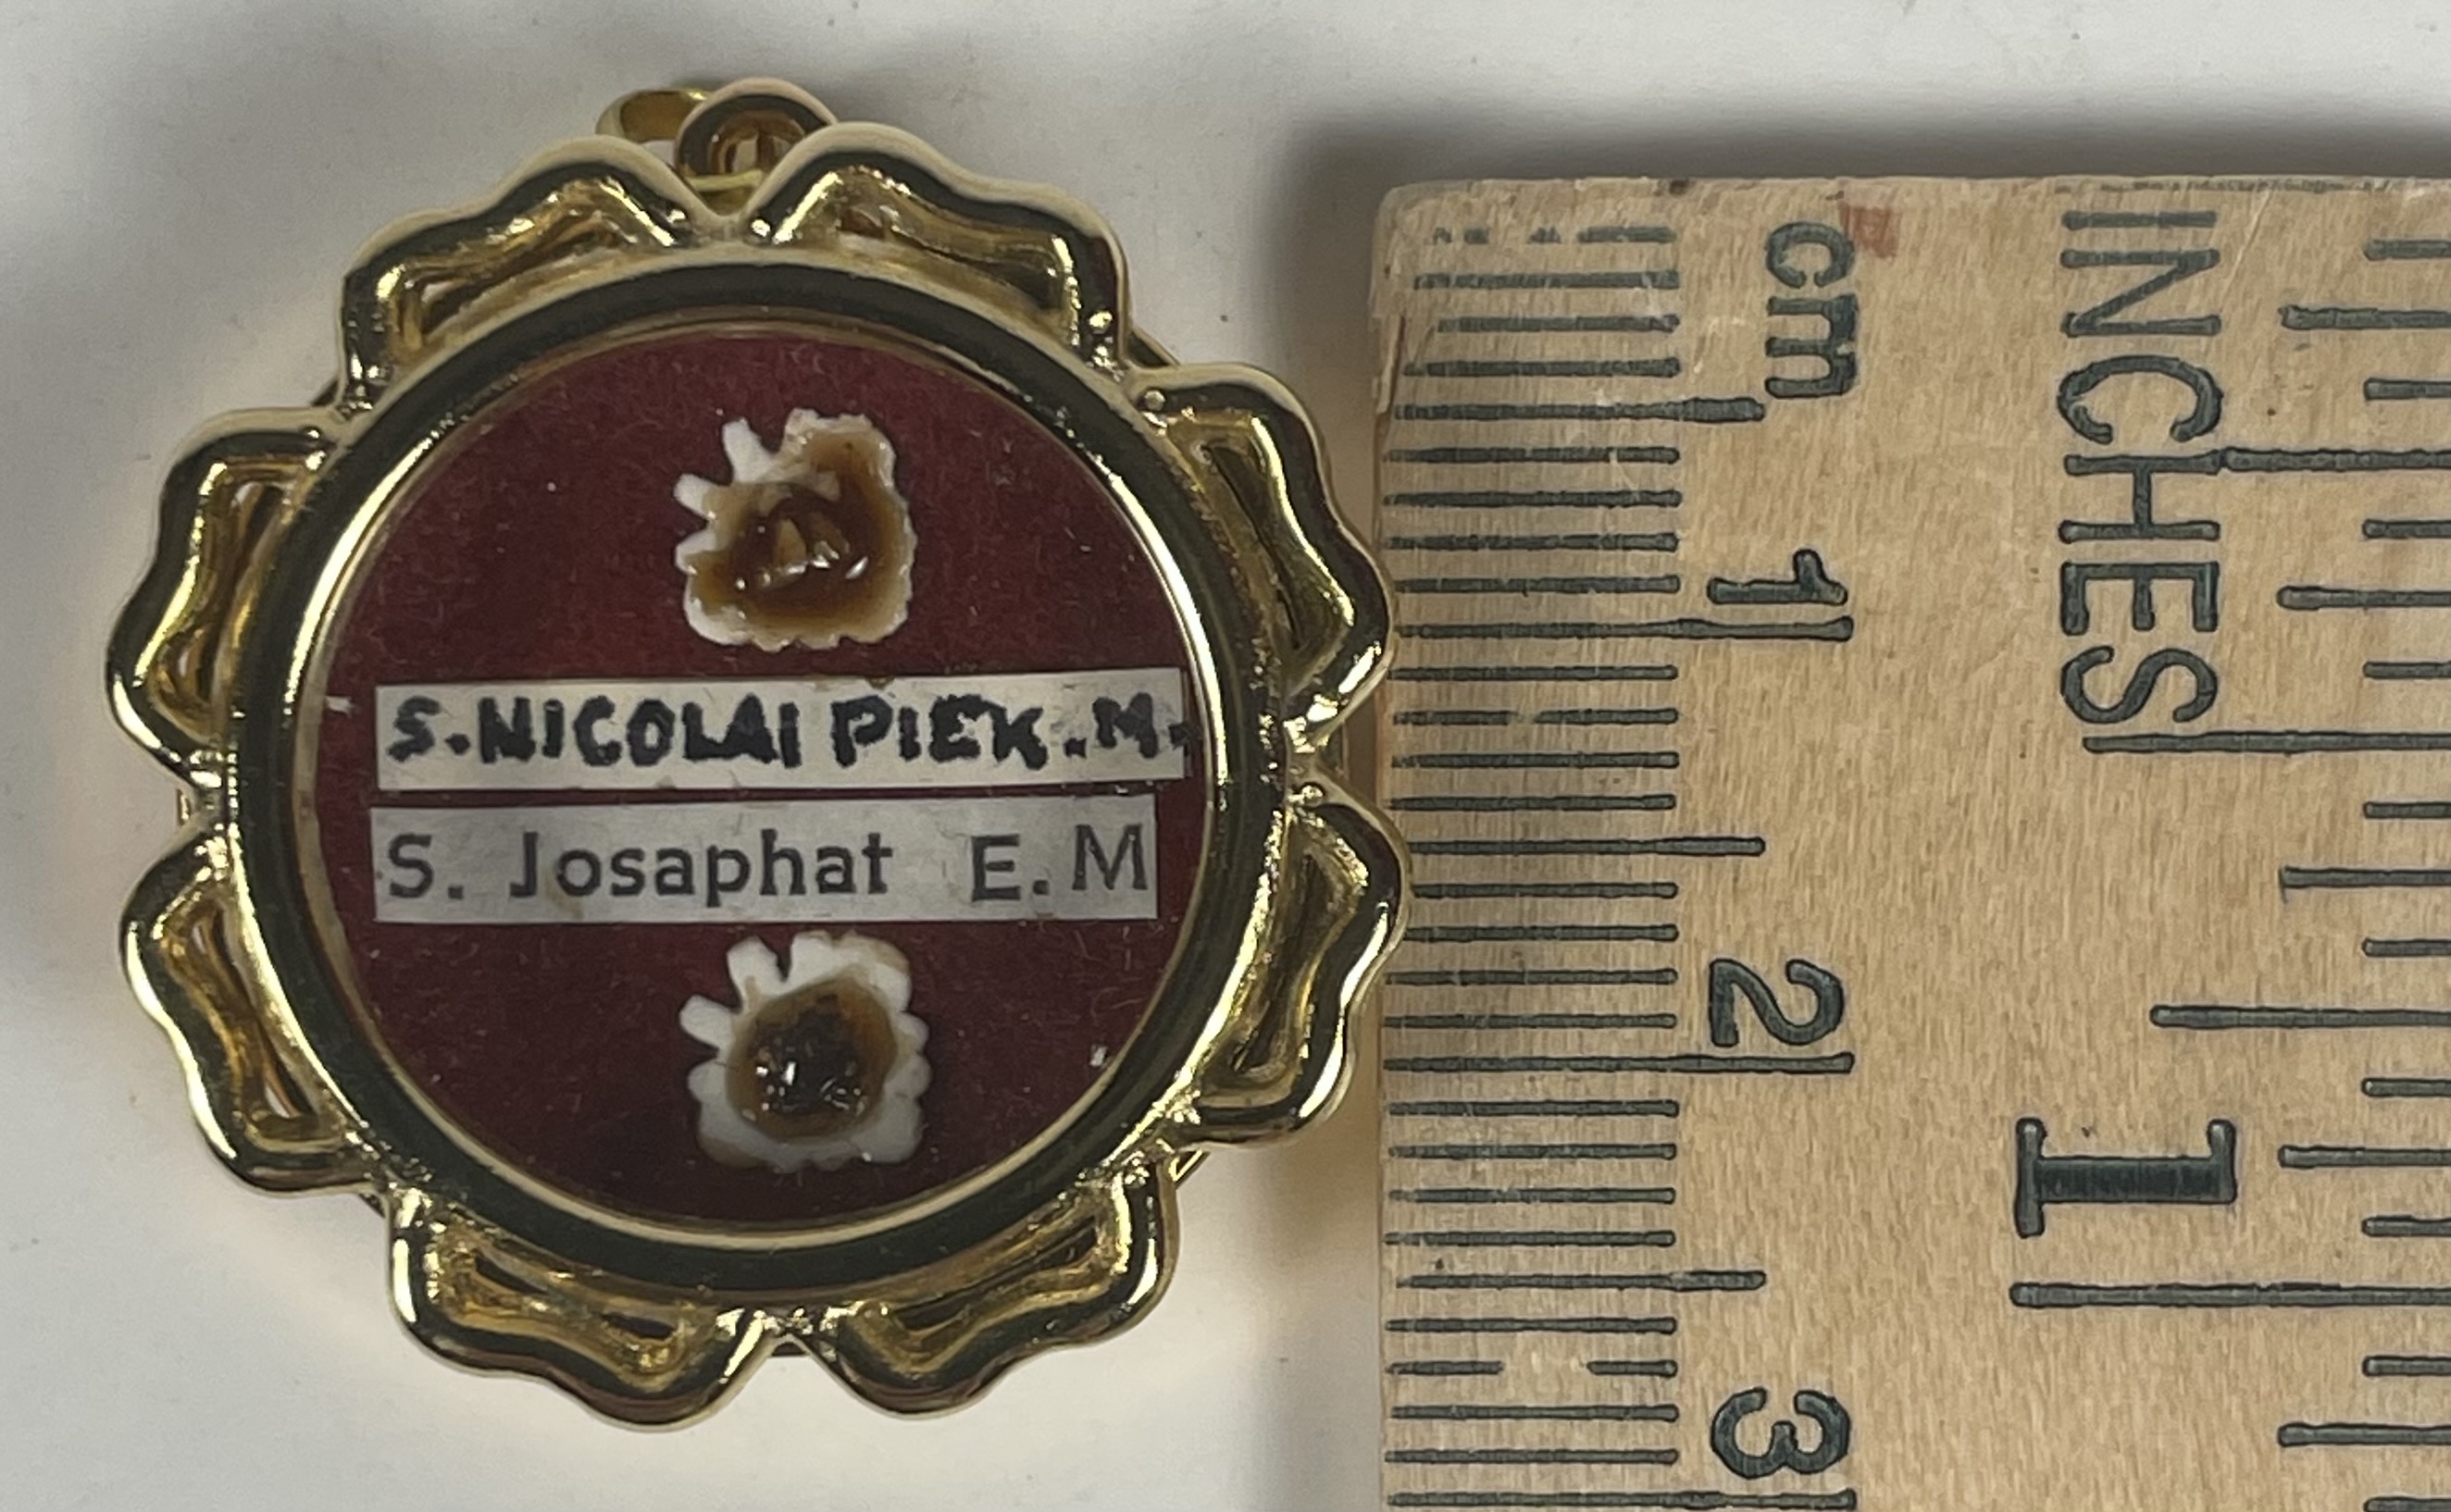 S. NICOLAI PIEK. M.
S. Josaphat E. M
cm
1
2
3
INCHES
1